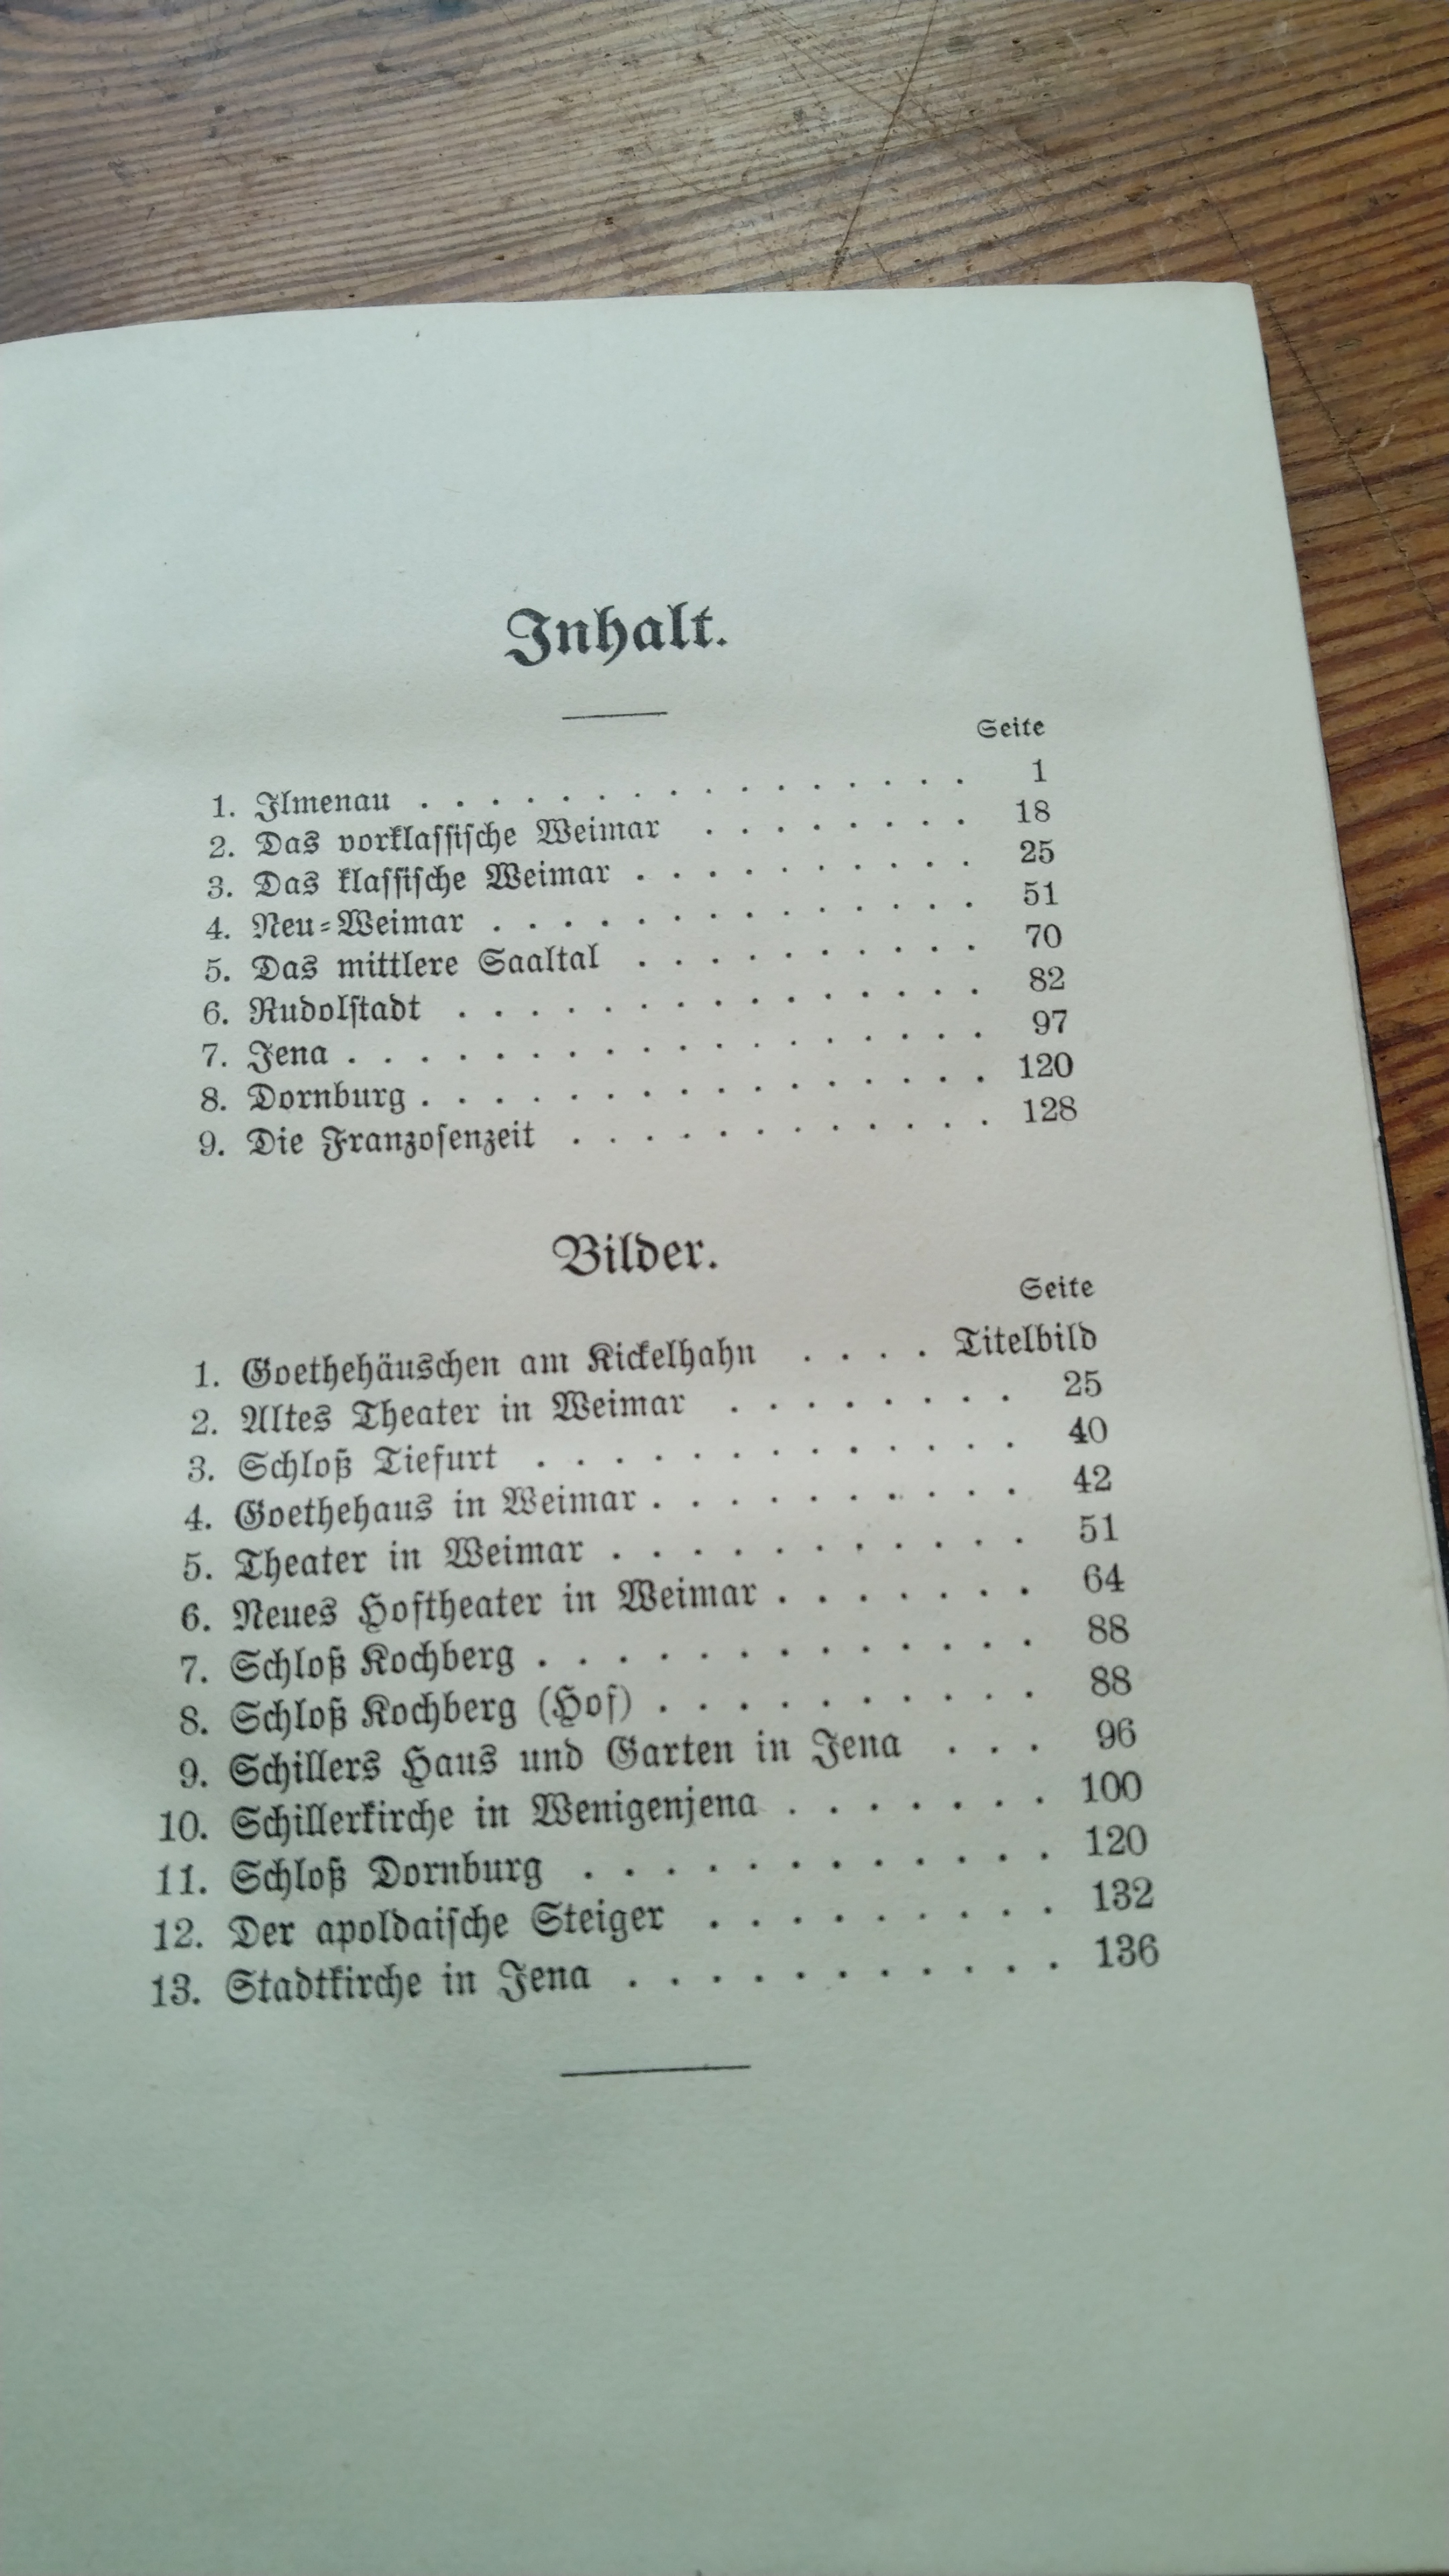 Inhalt.
Seite
1. Ilmenau . . . . . . . . . . . . . . . 1
2. Das vorklassische Weimar . . . . . . . . 18
3. Das klassische Weimar . . . . . . . . . . 25
4. Neu-Weimar . . . . . . . . . . . . . . 51
5. Das mittlere Saaltal . . . . . . . . . . 70
6. Rudolstadt . . . . . . . . . . . . . . . 82
7. Jena . . . . . . . . . . . . . . . . . . 97
8. Dornburg . . . . . . . . . . . . . . . . 120
9. Die Franzosenzeit . . . . . . . . . . . . 128
Bilder.
Seite
1. Goethehäuschen am Kickelhahn . . . . Titelbild
2. Altes Theater in Weimar . . . . . . . . 25
3. Schloß Tiefurt . . . . . . . . . . . . . 40
4. Goethehaus in Weimar . . . . . . . . . . 42
5. Theater in Weimar . . . . . . . . . . . 51
6. Neues Hoftheater in Weimar . . . . . . . 64
7. Schloß Kochberg . . . . . . . . . . . . . 88
8. Schloß Kochberg (Hof) . . . . . . . . . . 88
9. Schillers Haus und Garten in Jena . . . 96
10. Schillerkirche in Wenigenjena . . . . . . . 100
11. Schloß Dornburg . . . . . . . . . . . . 120
12. Der apoldaische Steiger . . . . . . . . . 132
13. Stadtkirche in Jena . . . . . . . . . . . 136